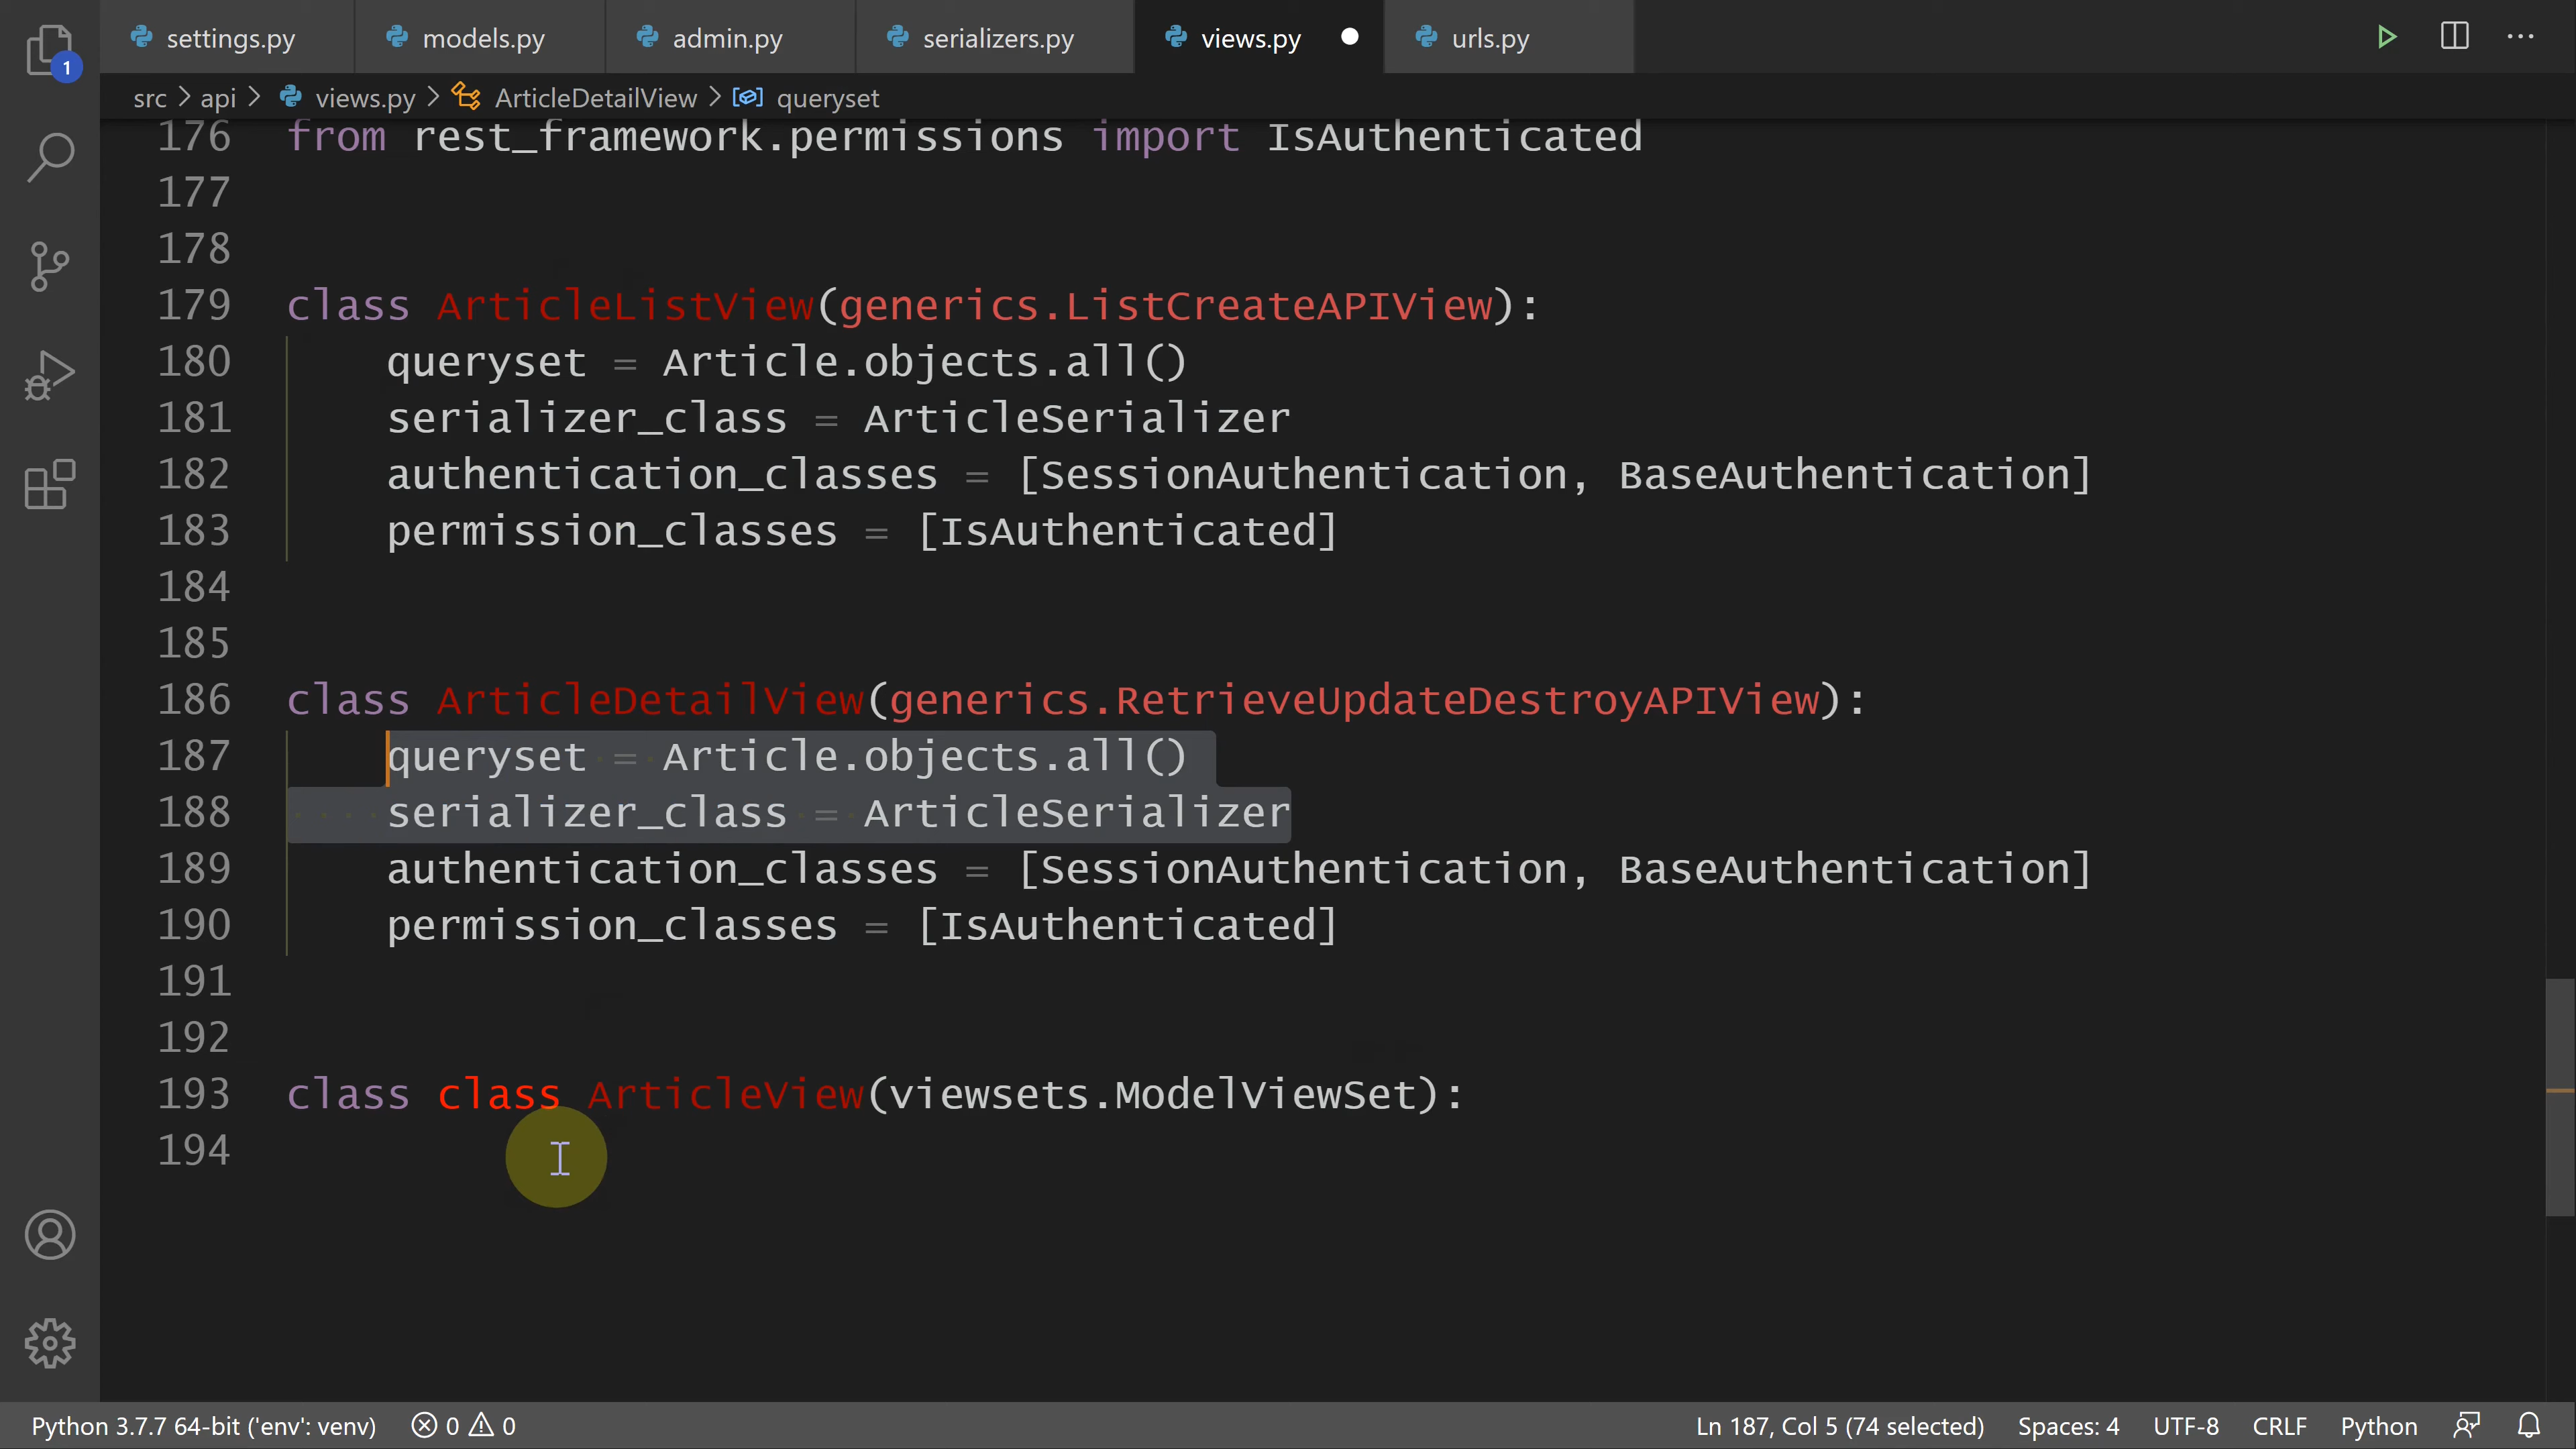 settings.py models.py admin.py serializers.py views.py urls.py
1
src > api > views.py > ArticleDetailView > queryset
176 from rest_framework.permissions import IsAuthenticated
177
178
179 class ArticleListView(generics.ListCreateAPIView):
180 queryset = Article.objects.all()
181 serializer_class = ArticleSerializer
182 authentication_classes = [SessionAuthentication, BaseAuthentication]
183 permission_classes = [IsAuthenticated]
184
185
186 class ArticleDetailView(generics.RetrieveUpdateDestroyAPIView):
187 queryset = Article.objects.all()
188 serializer_class = ArticleSerializer
189 authentication_classes = [SessionAuthentication, BaseAuthentication]
190 permission_classes = [IsAuthenticated]
191
192
193 class class ArticleView(viewsets.ModelViewSet):
194
Python 3.7.7 64-bit ('env': venv) 0 0 Ln 187, Col 5 (74 selected) Spaces: 4 UTF-8 CRLF Python